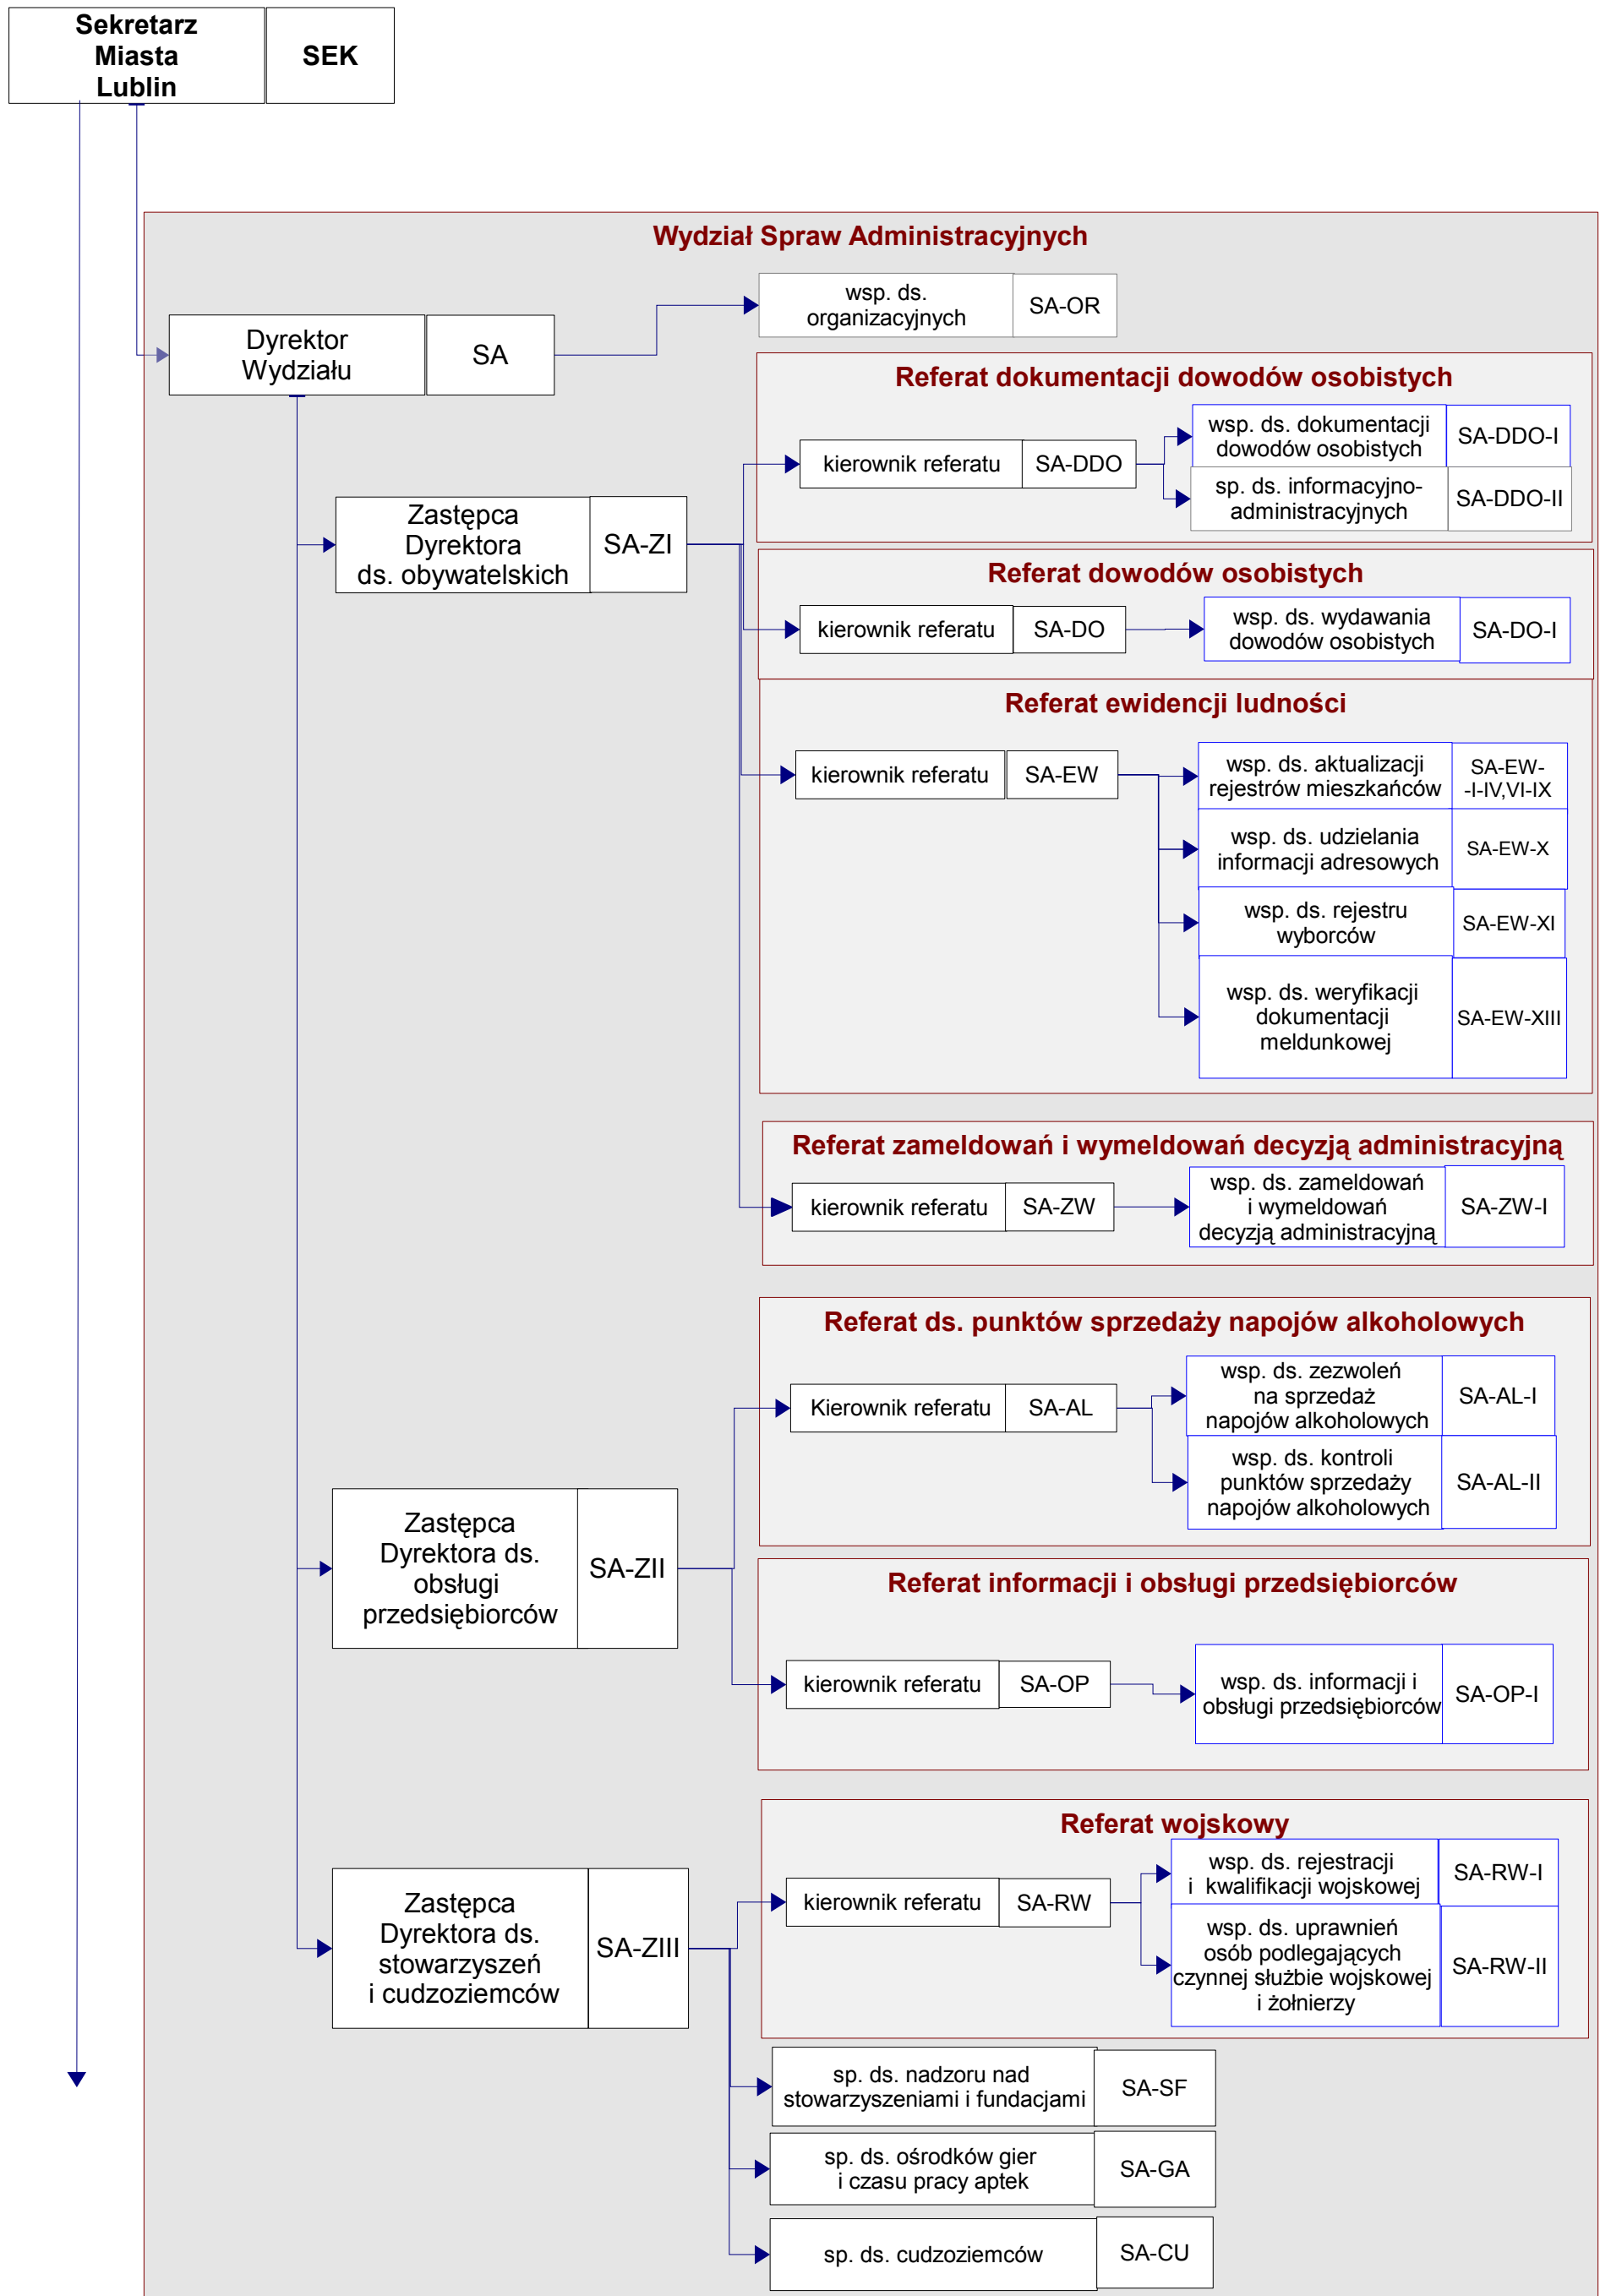 Sekretarz
Miasta
Lublin
SEK
Wydział Spraw Administracyjnych
wsp. ds.
organizacyjnych
SA-OR
Dyrektor
Wydziału
SA
Referat dokumentacji dowodów osobistych
kierownik referatu
SA-DDO
wsp. ds. dokumentacji
dowodów osobistych
SA-DDO-I
sp. ds. informacyjno-
administracyjnych
SA-DDO-II
Zastępca
Dyrektora
ds. obywatelskich
SA-ZI
Referat dowodów osobistych
kierownik referatu
SA-DO
wsp. ds. wydawania
dowodów osobistych
SA-DO-I
Referat ewidencji ludności
kierownik referatu
SA-EW
wsp. ds. aktualizacji
rejestrów mieszkańców
SA-EW-
-I-IV,VI-IX
wsp. ds. udzielania
informacji adresowych
SA-EW-X
wsp. ds. rejestru
wyborców
SA-EW-XI
wsp. ds. weryfikacji
dokumentacji
meldunkowej
SA-EW-XIII
Referat zameldowań i wymeldowań decyzją administracyjną
kierownik referatu
SA-ZW
wsp. ds. zameldowań
i wymeldowań
decyzją administracyjną
SA-ZW-I
Referat ds. punktów sprzedaży napojów alkoholowych
Kierownik referatu
SA-AL
wsp. ds. zezwoleń
na sprzedaż
napojów alkoholowych
SA-AL-I
wsp. ds. kontroli
punktów sprzedaży
napojów alkoholowych
SA-AL-II
Zastępca
Dyrektora ds.
obsługi
przedsiębiorców
SA-ZII
Referat informacji i obsługi przedsiębiorców
kierownik referatu
SA-OP
wsp. ds. informacji i
obsługi przedsiębiorców
SA-OP-I
Referat wojskowy
kierownik referatu
SA-RW
wsp. ds. rejestracji
i kwalifikacji wojskowej
SA-RW-I
wsp. ds. uprawnień
osób podlegających
czynnej służbie wojskowej
i żołnierzy
SA-RW-II
Zastępca
Dyrektora ds.
stowarzyszeń
i cudzoziemców
SA-ZIII
sp. ds. nadzoru nad
stowarzyszeniami i fundacjami
SA-SF
sp. ds. ośrodków gier
i czasu pracy aptek
SA-GA
sp. ds. cudzoziemców
SA-CU